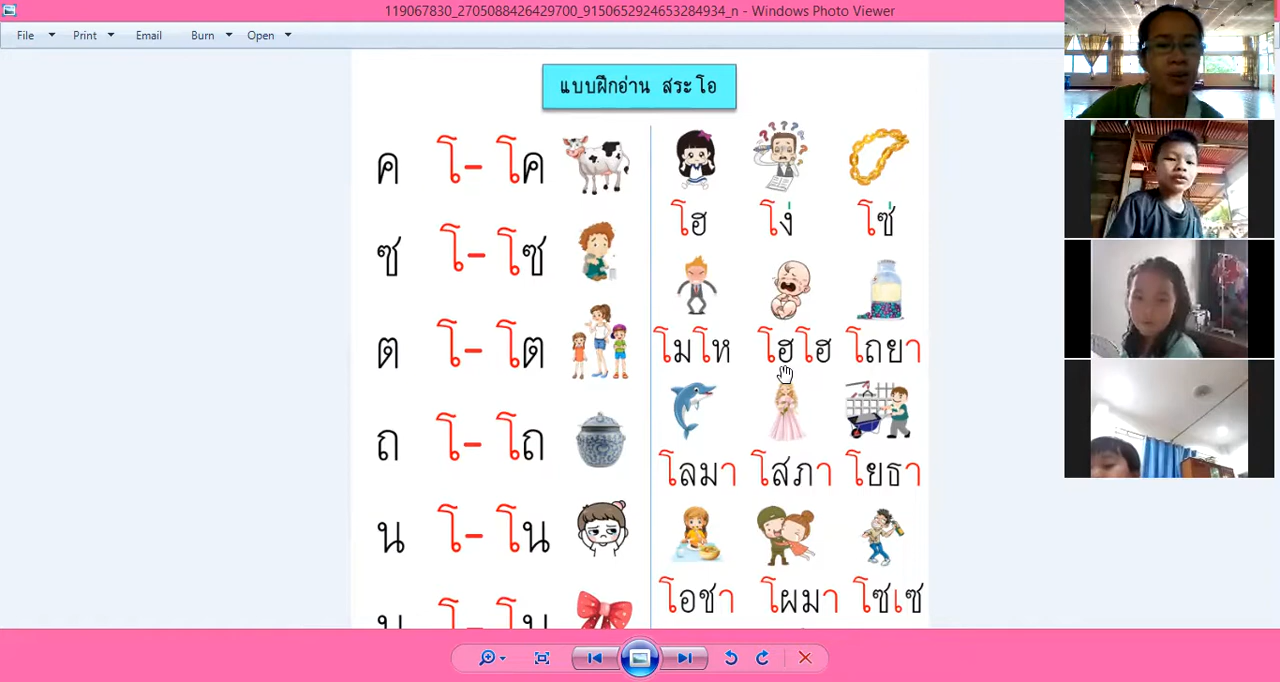 119067830_2705088426429700_9150652924653284934_n - Windows Photo Viewer
File Print Email Burn Open
แบบฝึกอ่าน สระโอ
ค โ- โค
ซ โ- โซ
ต โ- โต
ถ โ- โถ
น โ- โน
โ- โ
โฮ โง่ โซ่
โมโห โฮโฮ โถยา
โลมา โสภา โยธา
โอชา โผมา โซเซ